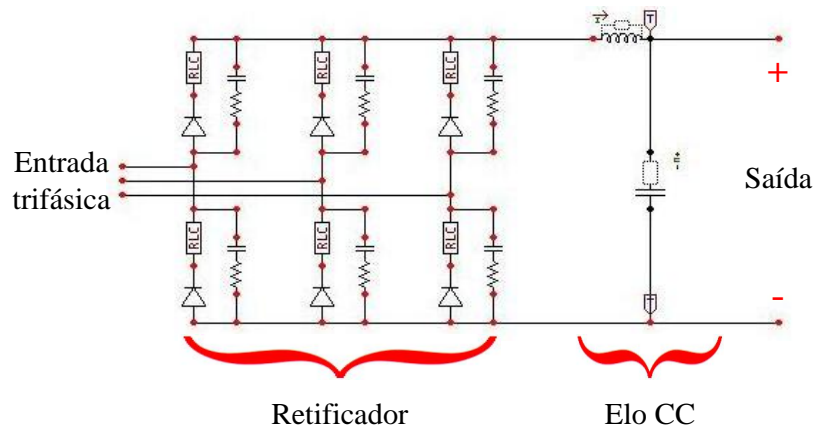 T
RLC
RLC
RLC
+
Entrada
trifásica
Saída
RLC
RLC
RLC
T
-
Retificador
Elo CC